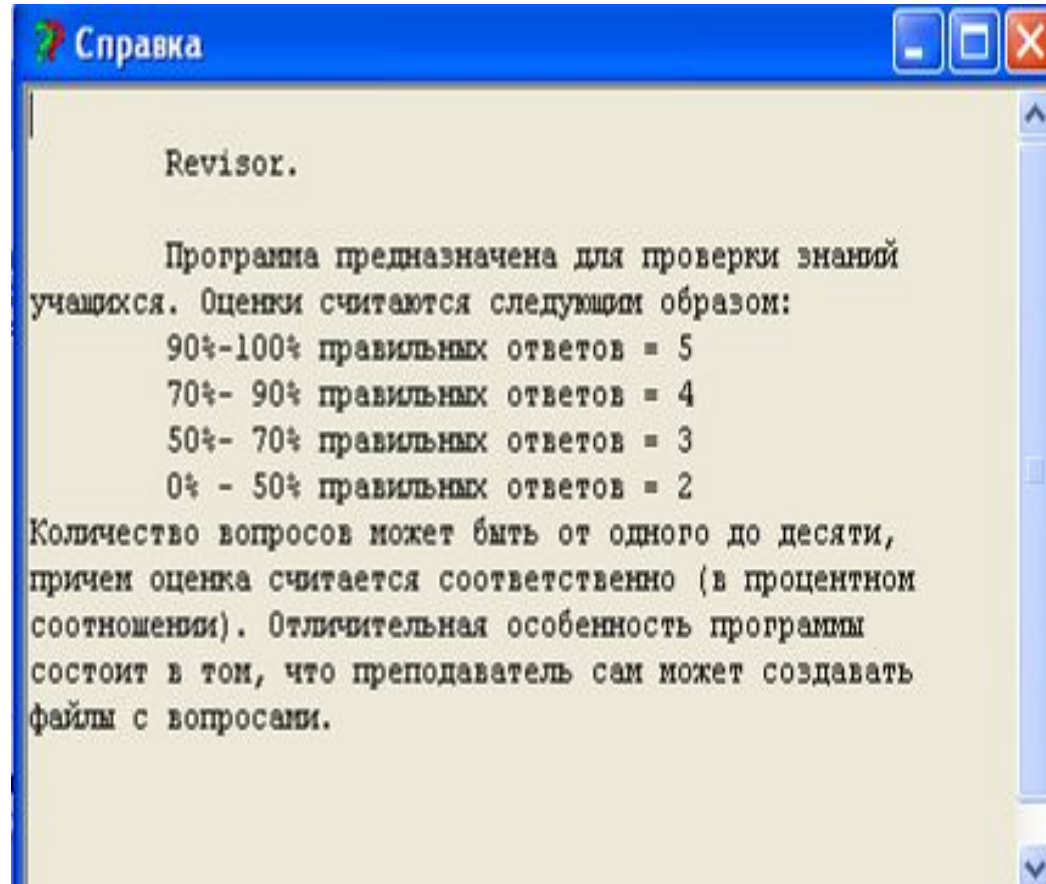 Справка
Revisor.
Программа предназначена для проверки знаний
учащихся. Оценки считаются следующим образом:
90%-100% правильных ответов = 5
70%- 90% правильных ответов = 4
50%- 70% правильных ответов = 3
0% - 50% правильных ответов = 2
Количество вопросов может быть от одного до десяти,
причем оценка считается соответственно (в процентном
соотношении). Отличительная особенность программы
состоит в том, что преподаватель сам может создавать
файлы с вопросами.